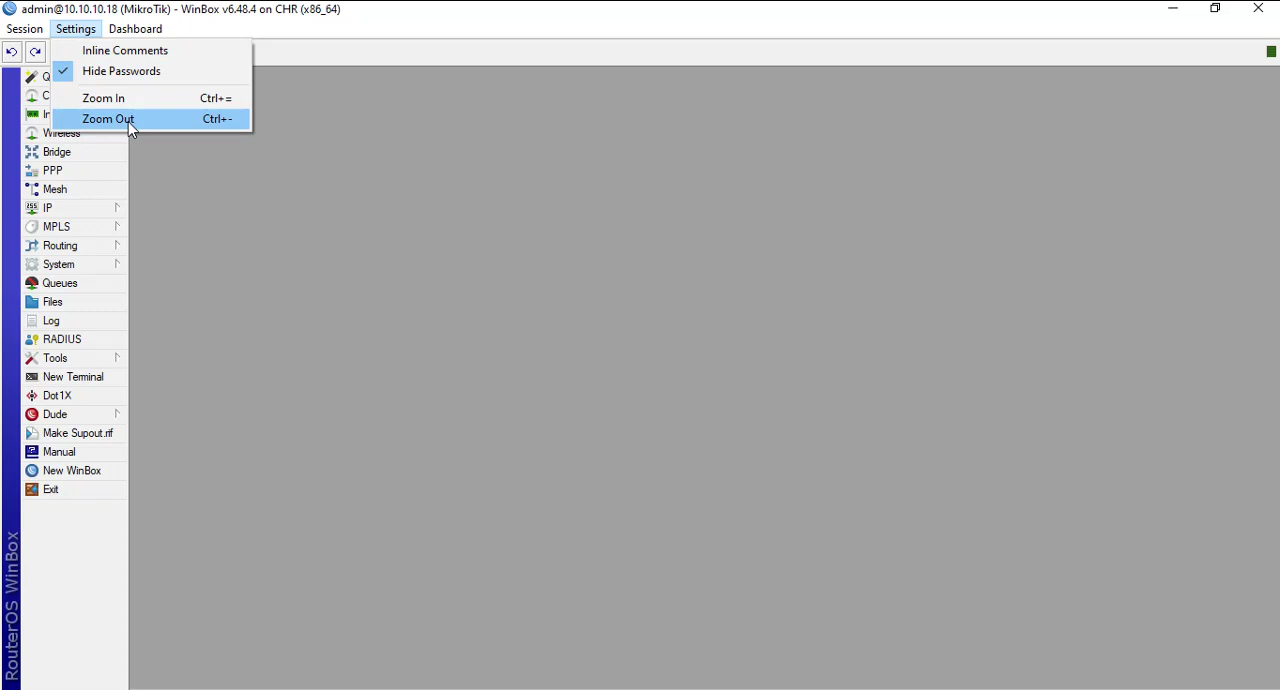 admin@10.10.10.18 (MikroTik) - WinBox v6.48.4 on CHR (x86_64)
Session Settings Dashboard
Inline Comments
Hide Passwords
Zoom In Ctrl+=
Zoom Out Ctrl+-
Wireless
Bridge
PPP
Mesh
IP
MPLS
Routing
System
Queues
Files
Log
RADIUS
Tools
New Terminal
Dot1X
Dude
Make Supout.rif
Manual
New WinBox
Exit
RouterOS WinBox